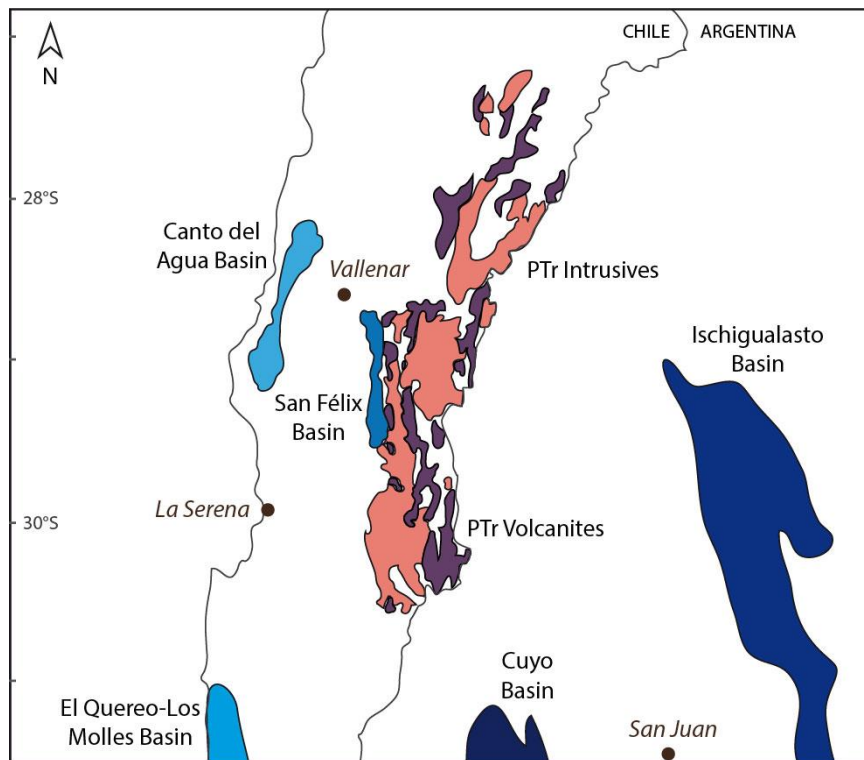 CHILE ARGENTINA
N
28°S
Canto del
Agua Basin
Vallenar
PTr Intrusives
Ischigualasto
Basin
San Félix
Basin
La Serena
30°S
PTr Volcanites
Cuyo
Basin
El Quereo-Los
Molles Basin
San Juan